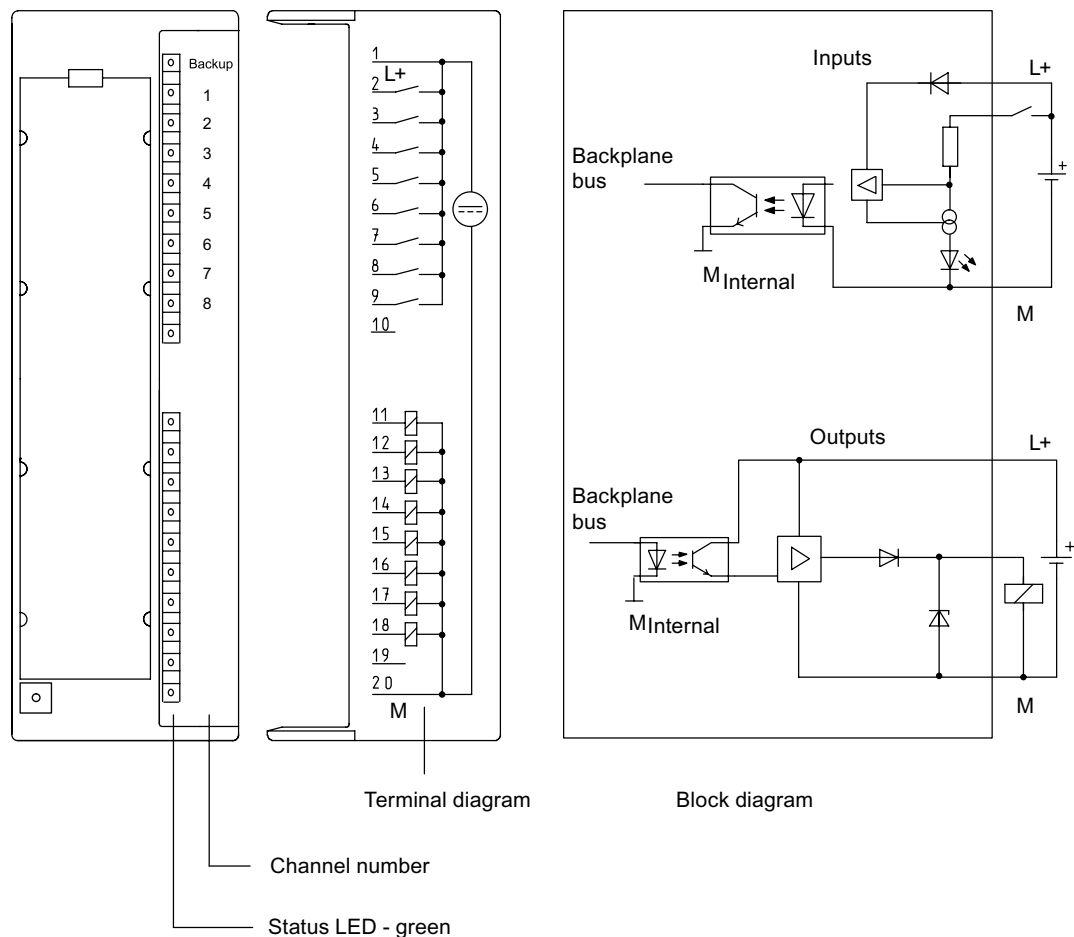 Backup
1
2
3
4
5
6
7
8
1
L+
2
3
4
5
6
7
8
9
10
11
12
13
14
15
16
17
18
19
20
M
Inputs
L+
Backplane
bus
+
M Internal
M
Outputs
L+
Backplane
bus
+
M Internal
M
Terminal diagram
Block diagram
Channel number
Status LED - green